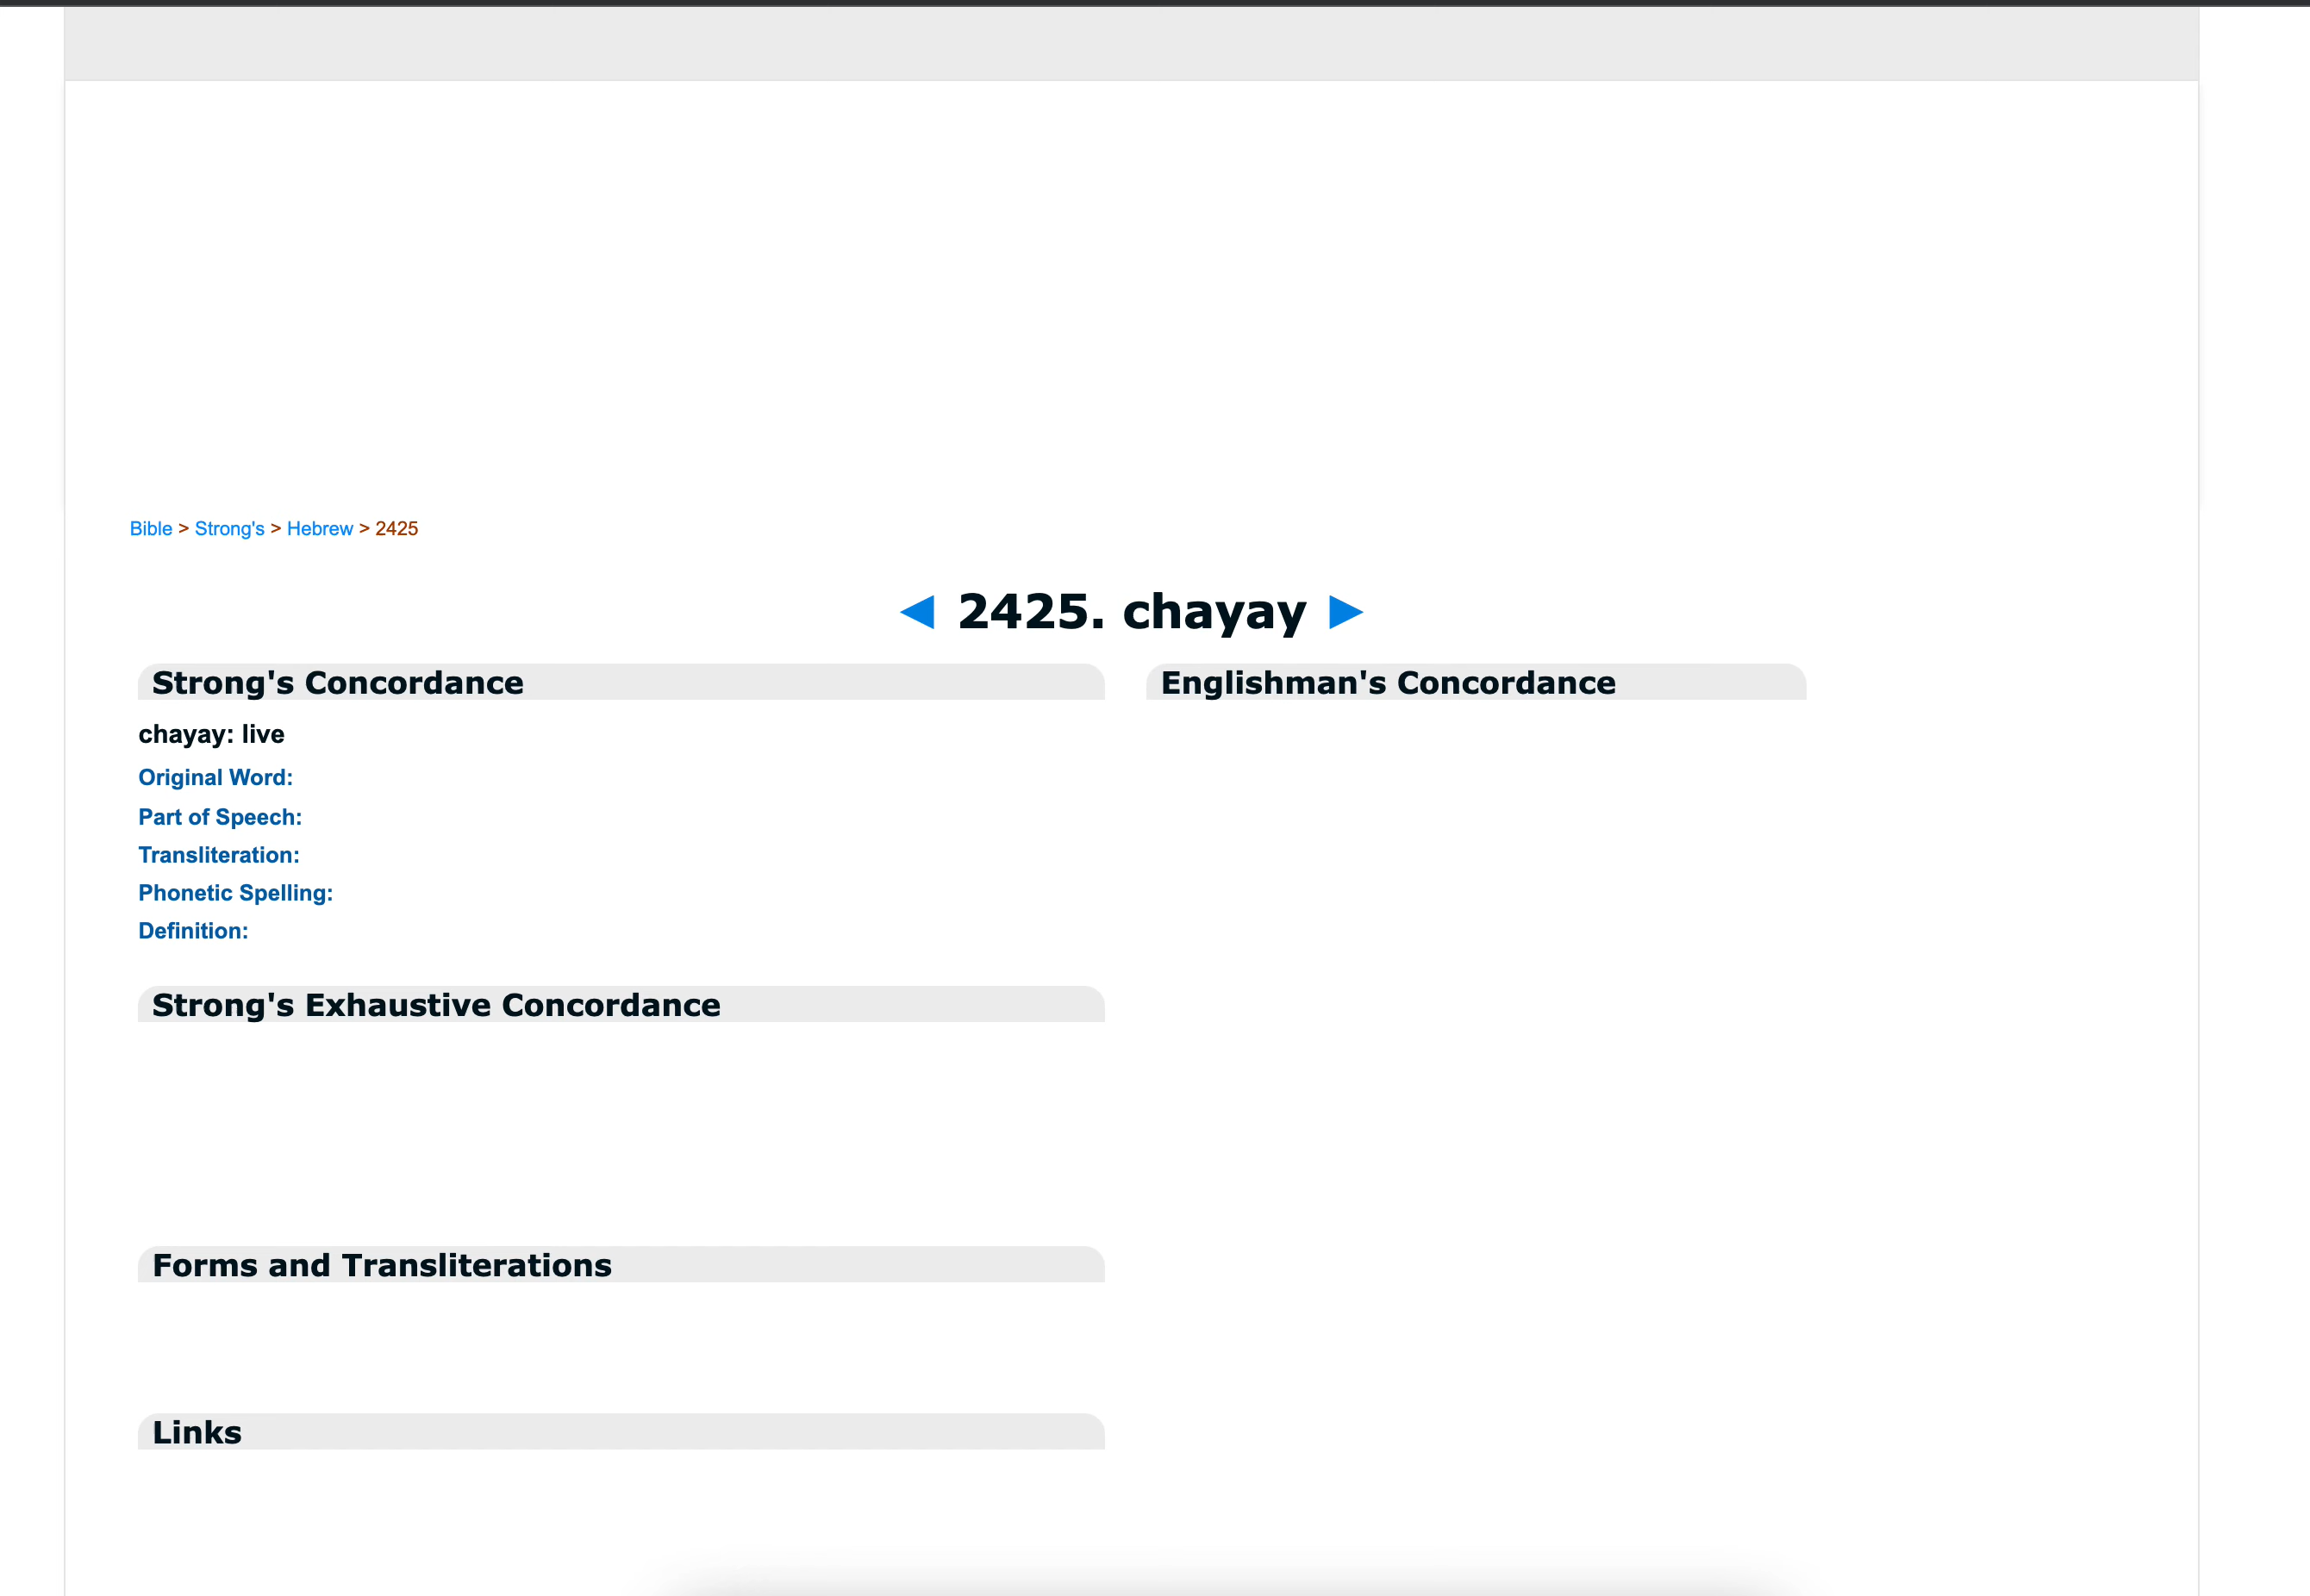 Bible > Strong's > Hebrew > 2425
◀ 2425. chayay ▶
Strong's Concordance
chayay: live
Original Word:
Part of Speech:
Transliteration:
Phonetic Spelling:
Definition:
Strong's Exhaustive Concordance
Forms and Transliterations
Links
Englishman's Concordance